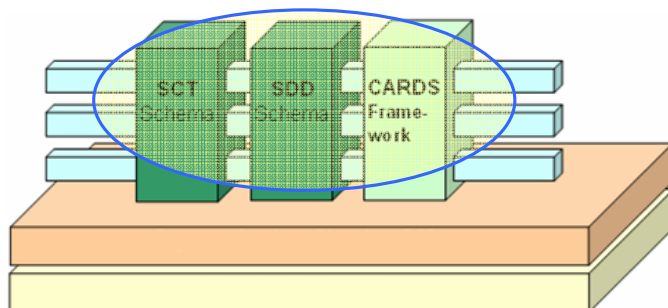 SCT
Schema
SDD
Schema
CARDS
Frame-
work